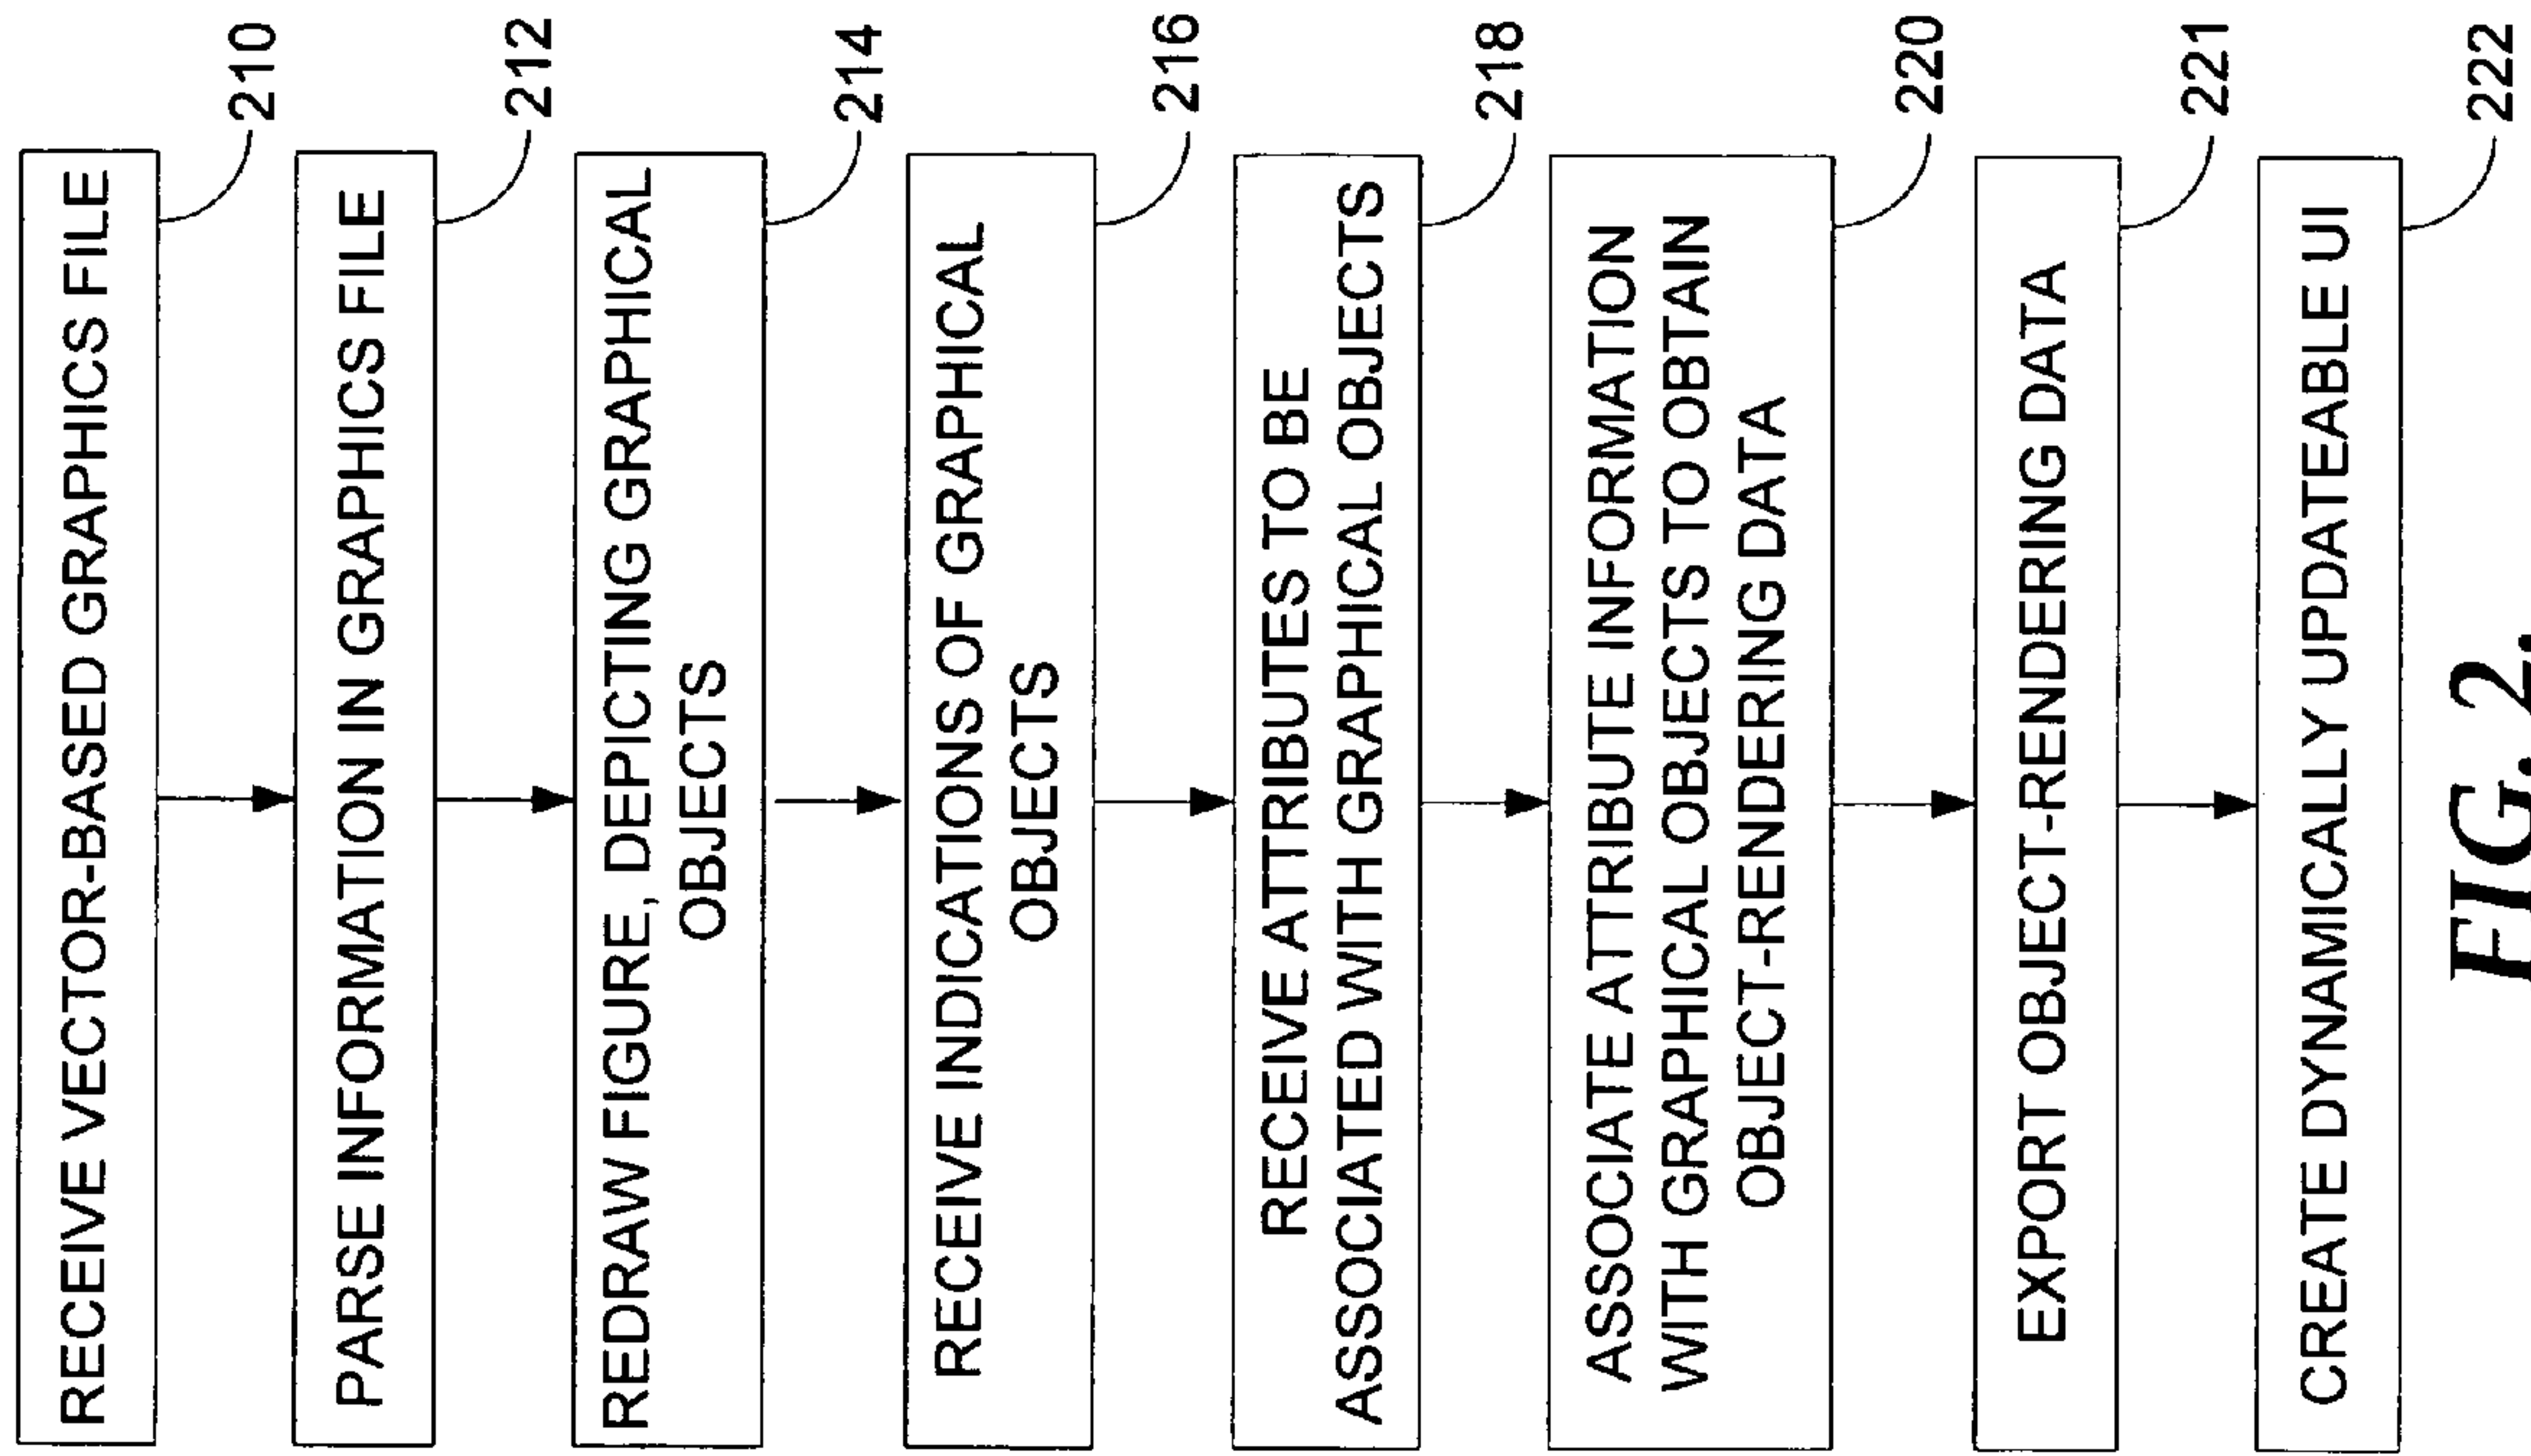 RECEIVE VECTOR-BASED GRAPHICS FILE
210
PARSE INFORMATION IN GRAPHICS FILE
212
REDRAW FIGURE, DEPICTING GRAPHICAL
OBJECTS
214
RECEIVE INDICATIONS OF GRAPHICAL
OBJECTS
216
RECEIVE ATTRIBUTES TO BE
ASSOCIATED WITH GRAPHICAL OBJECTS
218
ASSOCIATE ATTRIBUTE INFORMATION
WITH GRAPHICAL OBJECTS TO OBTAIN
OBJECT-RENDERING DATA
220
EXPORT OBJECT-RENDERING DATA
221
CREATE DYNAMICALLY UPDATEABLE UI
222
FIG. 2.